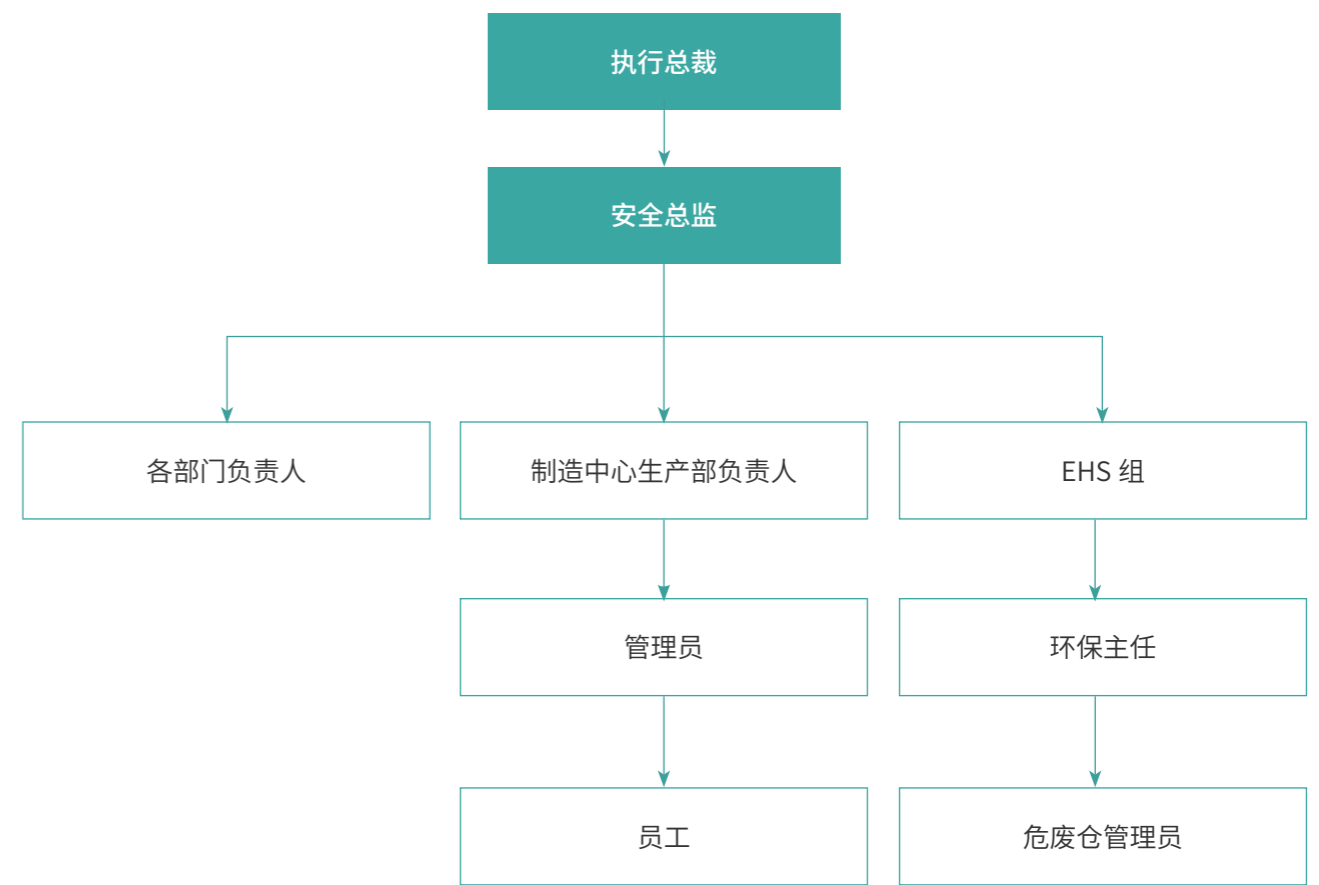 执行总裁
安全总监
各部门负责人
制造中心生产部负责人
EHS 组
管理员
环保主任
员工
危废仓管理员